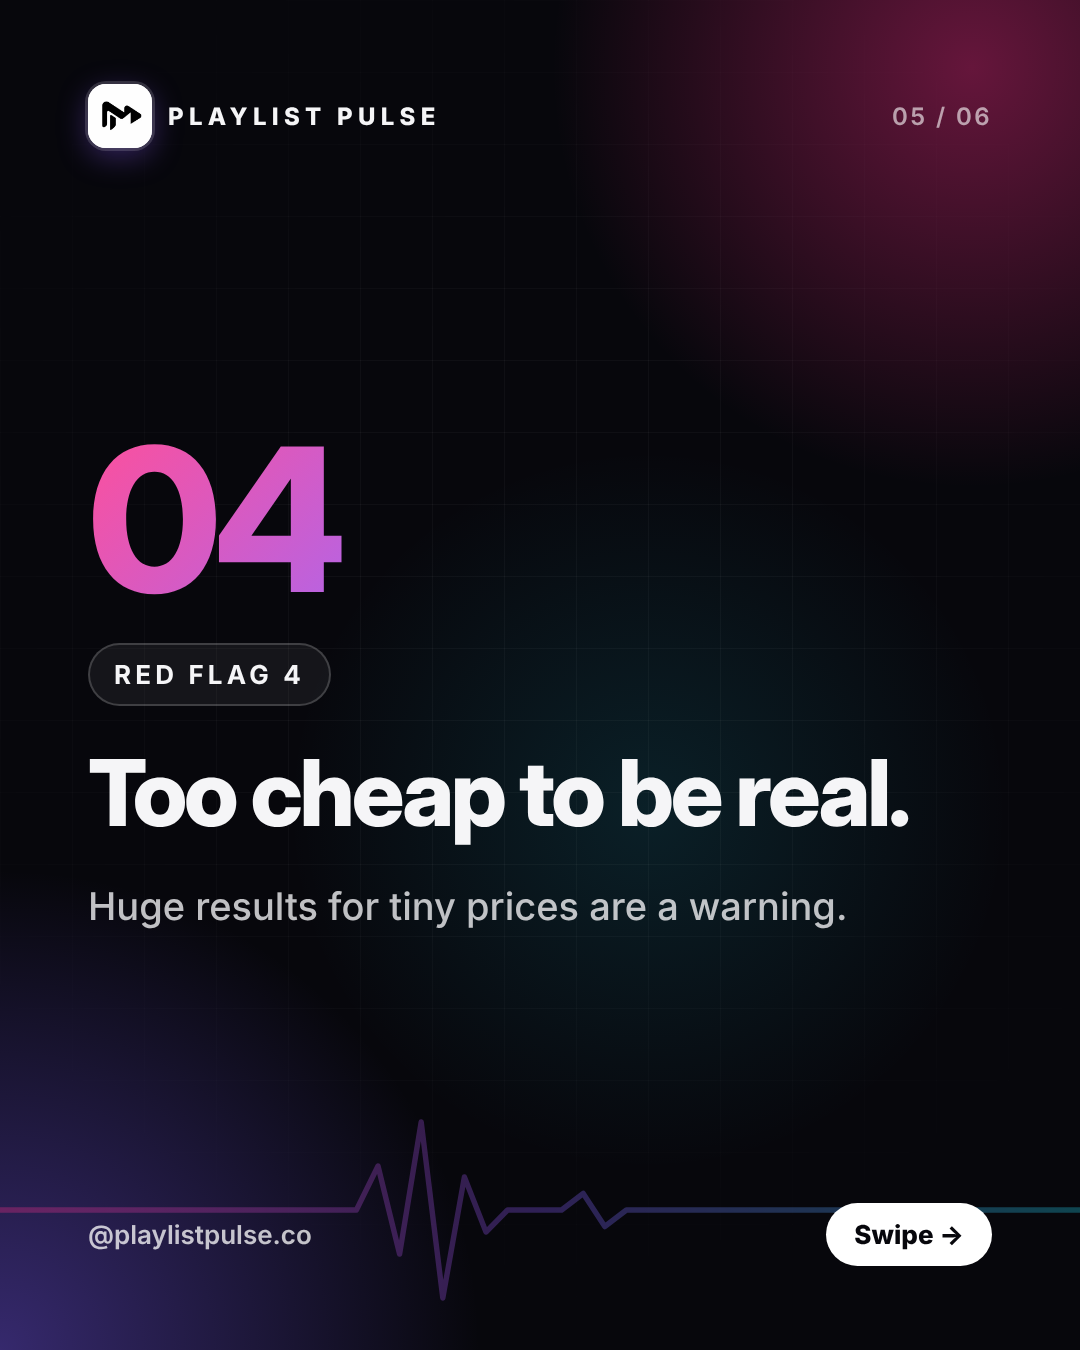 PLAYLIST PULSE
05 / 06
04
RED FLAG 4
Too cheap to be real.
Huge results for tiny prices are a warning.
@playlistpulse.co
Swipe →